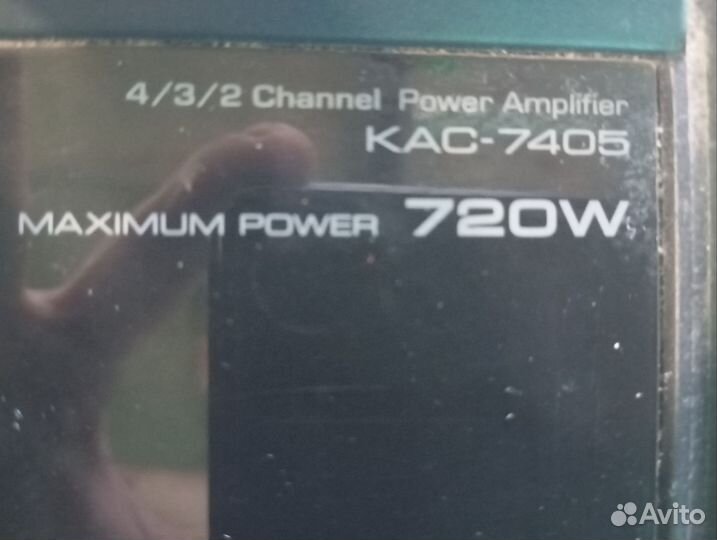 4/3/2 Channel Power Amplifier
KAC-7405
MAXIMUM POWER 720W
Avito